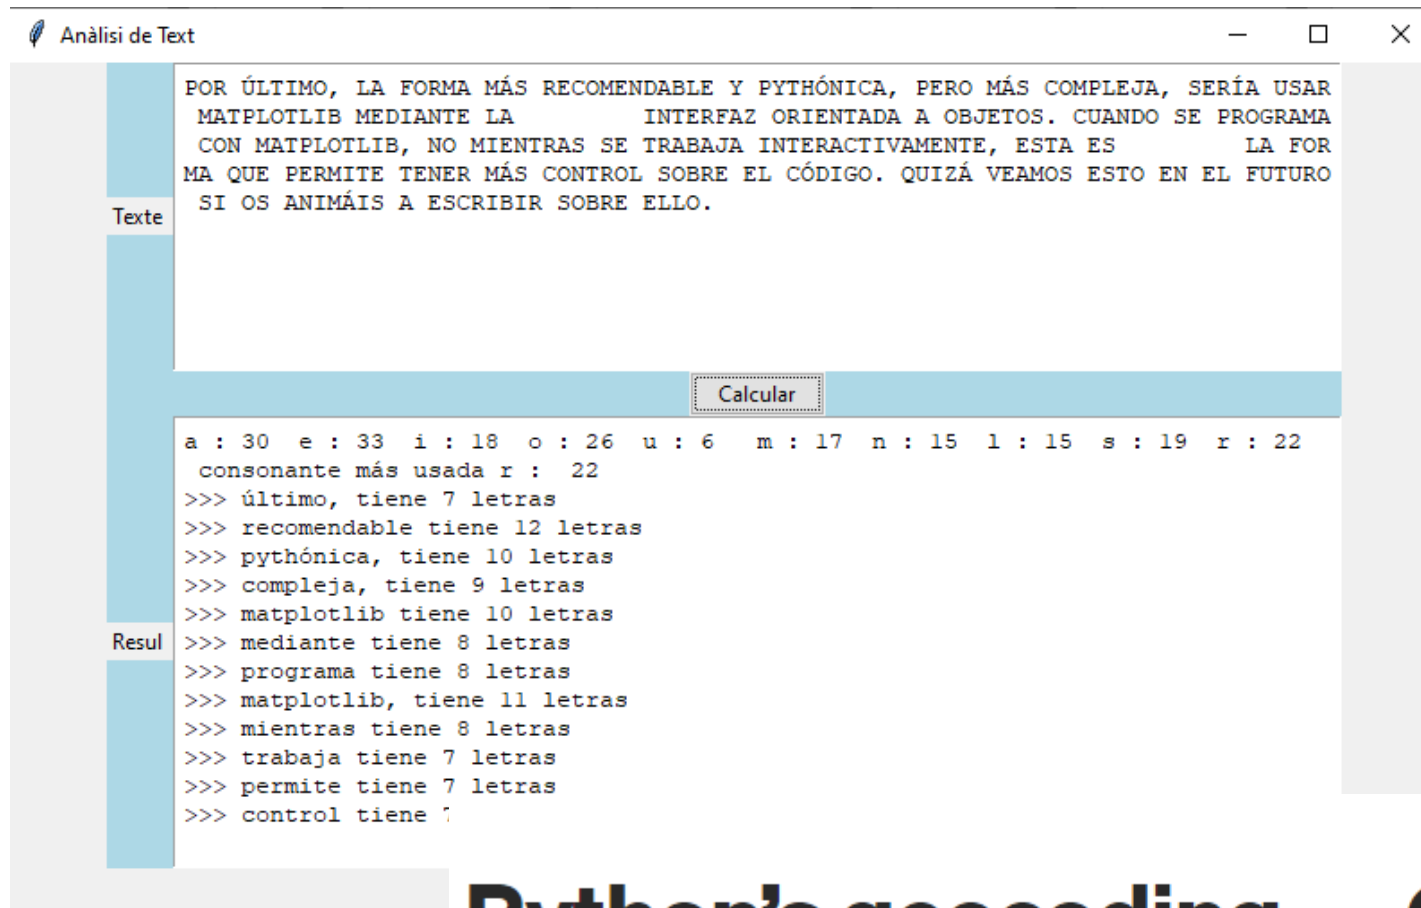 Anàlisi de Text
POR ÚLTIMO, LA FORMA MÁS RECOMENDABLE Y PYTHÓNICA, PERO MÁS COMPLEJA, SERÍA USAR
MATPLOTLIB MEDIANTE LA INTERFAZ ORIENTADA A OBJETOS. CUANDO SE PROGRAMA
CON MATPLOTLIB, NO MIENTRAS SE TRABAJA INTERACTIVAMENTE, ESTA ES LA FOR
MA QUE PERMITE TENER MÁS CONTROL SOBRE EL CÓDIGO. QUIZÁ VEAMOS ESTO EN EL FUTURO
SI OS ANIMÁIS A ESCRIBIR SOBRE ELLO.
Texte
Calcular
a : 30 e : 33 i : 18 o : 26 u : 6 m : 17 n : 15 l : 15 s : 19 r : 22
consonante más usada r : 22
>>> último, tiene 7 letras
>>> recomendable tiene 12 letras
>>> pythónica, tiene 10 letras
>>> compleja, tiene 9 letras
>>> matplotlib tiene 10 letras
Resul
>>> mediante tiene 8 letras
>>> programa tiene 8 letras
>>> matplotlib, tiene 11 letras
>>> mientras tiene 8 letras
>>> trabaja tiene 7 letras
>>> permite tiene 7 letras
>>> control tiene 7
Python's geocoding